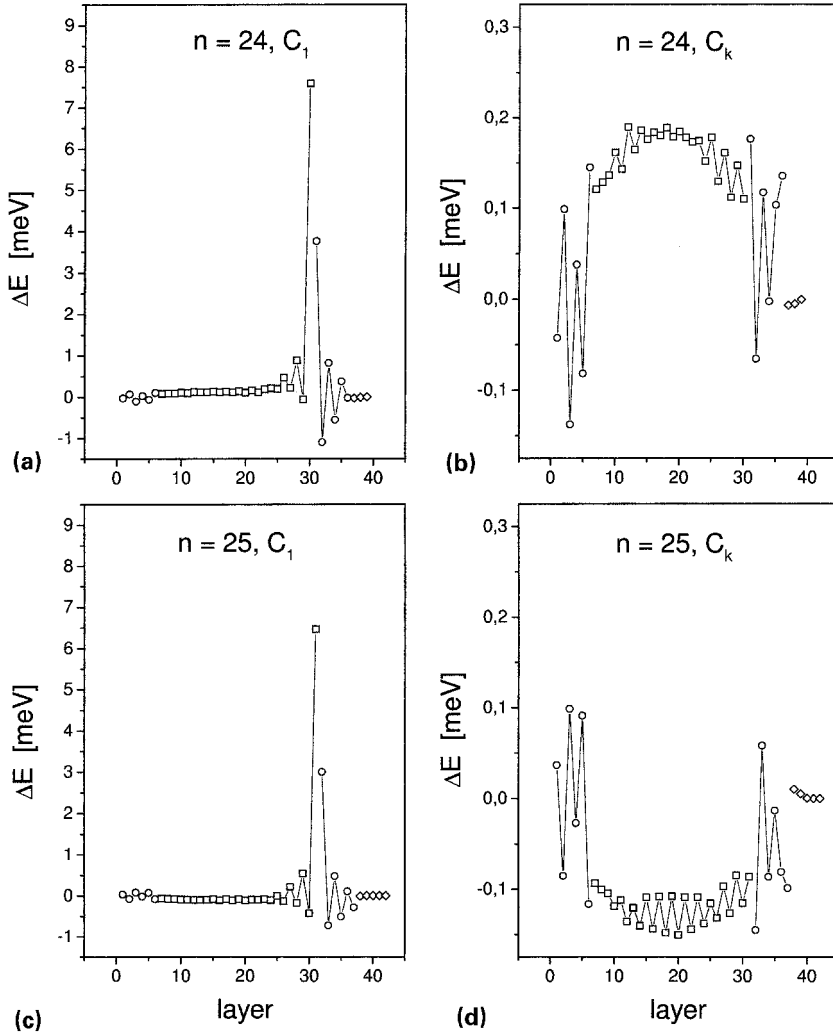 n = 24, C1
9
8
7
6
5
4
3
2
1
0
-1
ΔE [meV]
0 10 20 30 40
(a)
n = 24, Ck
0,3
0,2
0,1
0,0
-0,1
ΔE [meV]
0 10 20 30 40
(b)
n = 25, C1
9
8
7
6
5
4
3
2
1
0
-1
ΔE [meV]
0 10 20 30 40
layer
(c)
n = 25, Ck
0,3
0,2
0,1
0,0
-0,1
ΔE [meV]
0 10 20 30 40
layer
(d)